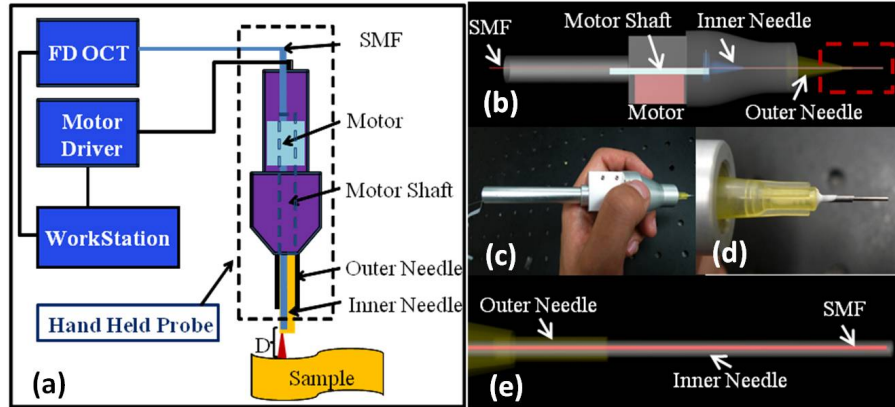 FD OCT
SMF
Motor
Driver
Motor
Motor Shaft
WorkStation
Outer Needle
Inner Needle
Hand Held Probe
D
Sample
(a)
SMF
Motor Shaft
Inner Needle
Motor
Outer Needle
(b)
(c)
(d)
Outer Needle
SMF
Inner Needle
(e)